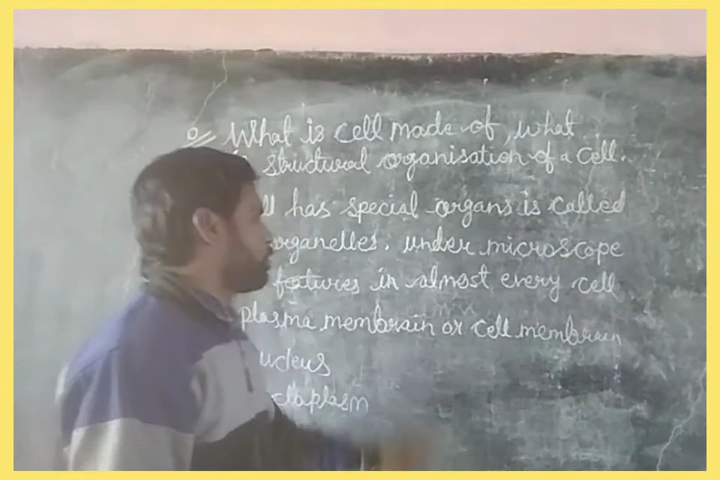 Q What is cell made of, what
structural organisation of a cell.
has special organs is called
organelles. under microscope
features in almost every cell
plasma membrain or cell membrain
ucleus